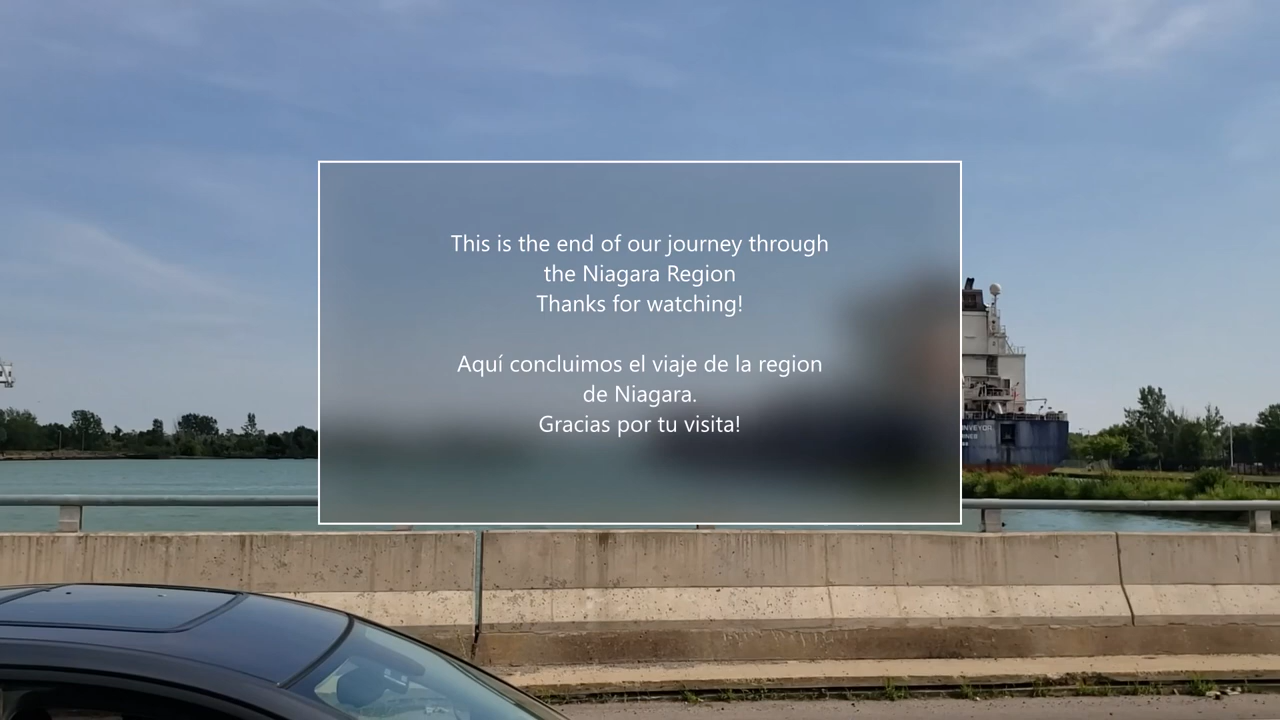 This is the end of our journey through
the Niagara Region
Thanks for watching!
Aquí concluimos el viaje de la region
de Niagara.
Gracias por tu visita!
NVEYOR